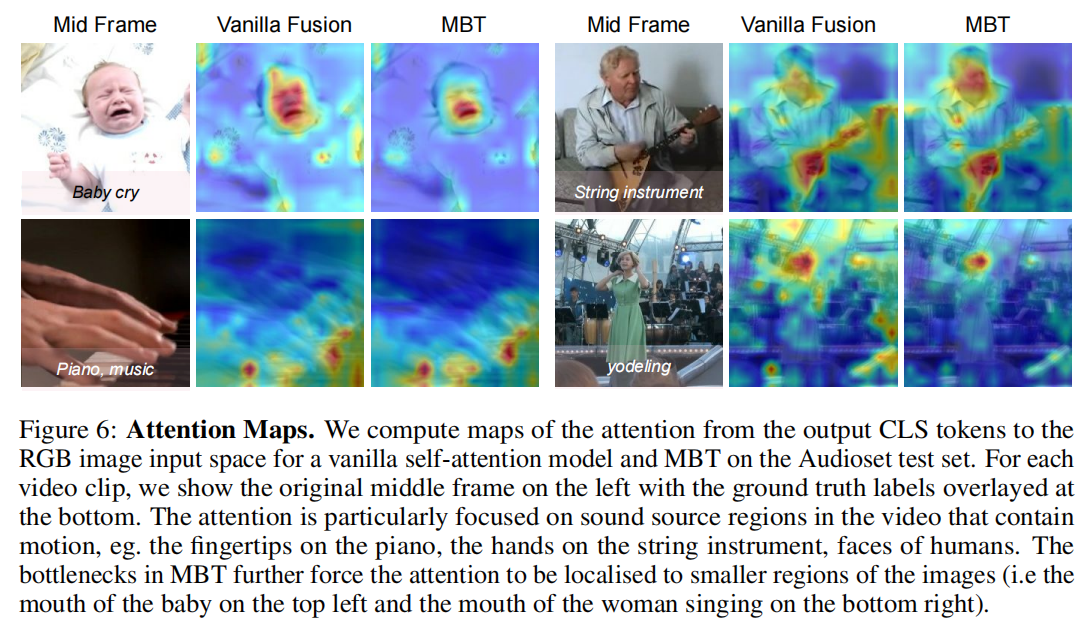 Mid Frame Vanilla Fusion MBT Mid Frame Vanilla Fusion MBT
Baby cry
String instrument
Piano, music
yodeling
Figure 6: Attention Maps. We compute maps of the attention from the output CLS tokens to the
RGB image input space for a vanilla self-attention model and MBT on the Audioset test set. For each
video clip, we show the original middle frame on the left with the ground truth labels overlayed at
the bottom. The attention is particularly focused on sound source regions in the video that contain
motion, eg. the fingertips on the piano, the hands on the string instrument, faces of humans. The
bottlenecks in MBT further force the attention to be localised to smaller regions of the images (i.e the
mouth of the baby on the top left and the mouth of the woman singing on the bottom right).